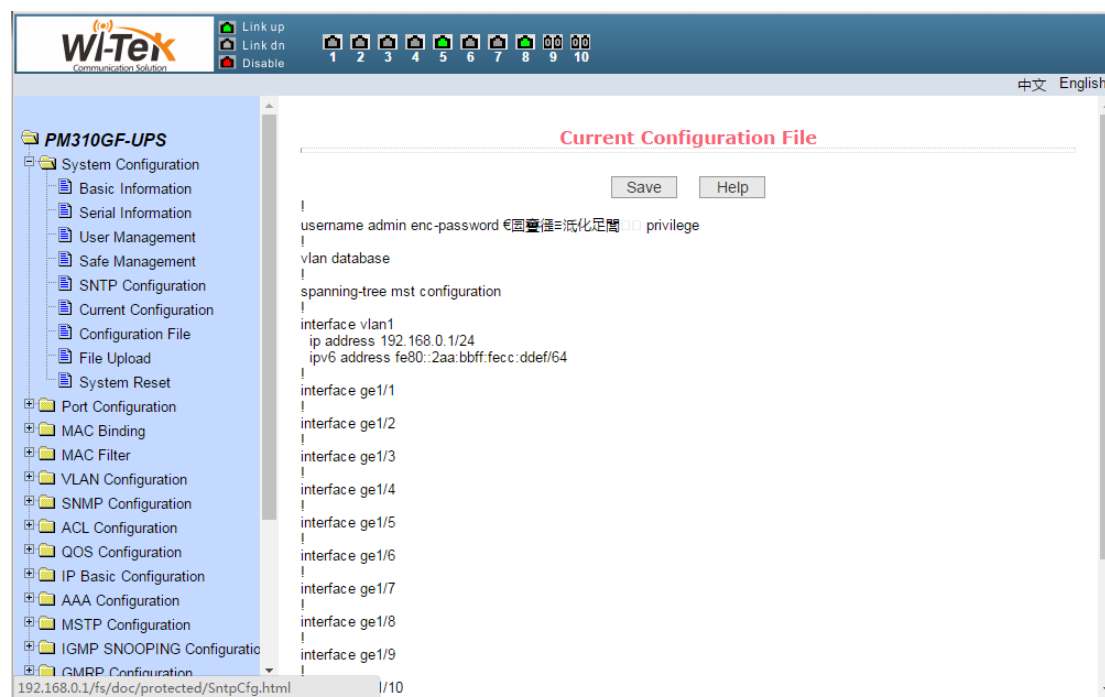 WI-TeK
Communication Solution
Link up
Link dn
Disable
1 2 3 4 5 6 7 8 9 10
中文 English
PM310GF-UPS
System Configuration
Basic Information
Serial Information
User Management
Safe Management
SNTP Configuration
Current Configuration
Configuration File
File Upload
System Reset
Port Configuration
MAC Binding
MAC Filter
VLAN Configuration
SNMP Configuration
ACL Configuration
QOS Configuration
IP Basic Configuration
AAA Configuration
MSTP Configuration
IGMP SNOOPING Configuratio
GMRP Configuration
192.168.0.1/fs/doc/protected/SntpCfg.html
Current Configuration File
Save Help
!
username admin enc-password privilege
!
vlan database
!
spanning-tree mst configuration
!
interface vlan1
ip address 192.168.0.1/24
ipv6 address fe80::2aa:bbff:fecc:ddef/64
!
interface ge1/1
!
interface ge1/2
!
interface ge1/3
!
interface ge1/4
!
interface ge1/5
!
interface ge1/6
!
interface ge1/7
!
interface ge1/8
!
interface ge1/9
!
1/10